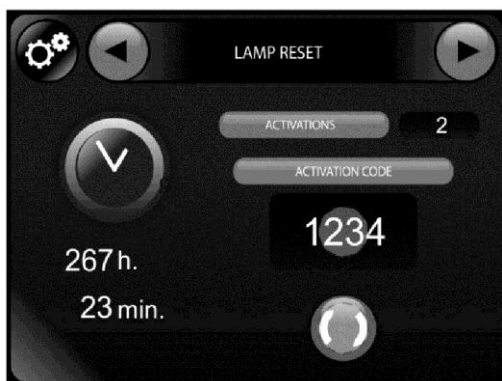 LAMP RESET
ACTIVATIONS 2
ACTIVATION CODE
1234
267 h.
23 min.